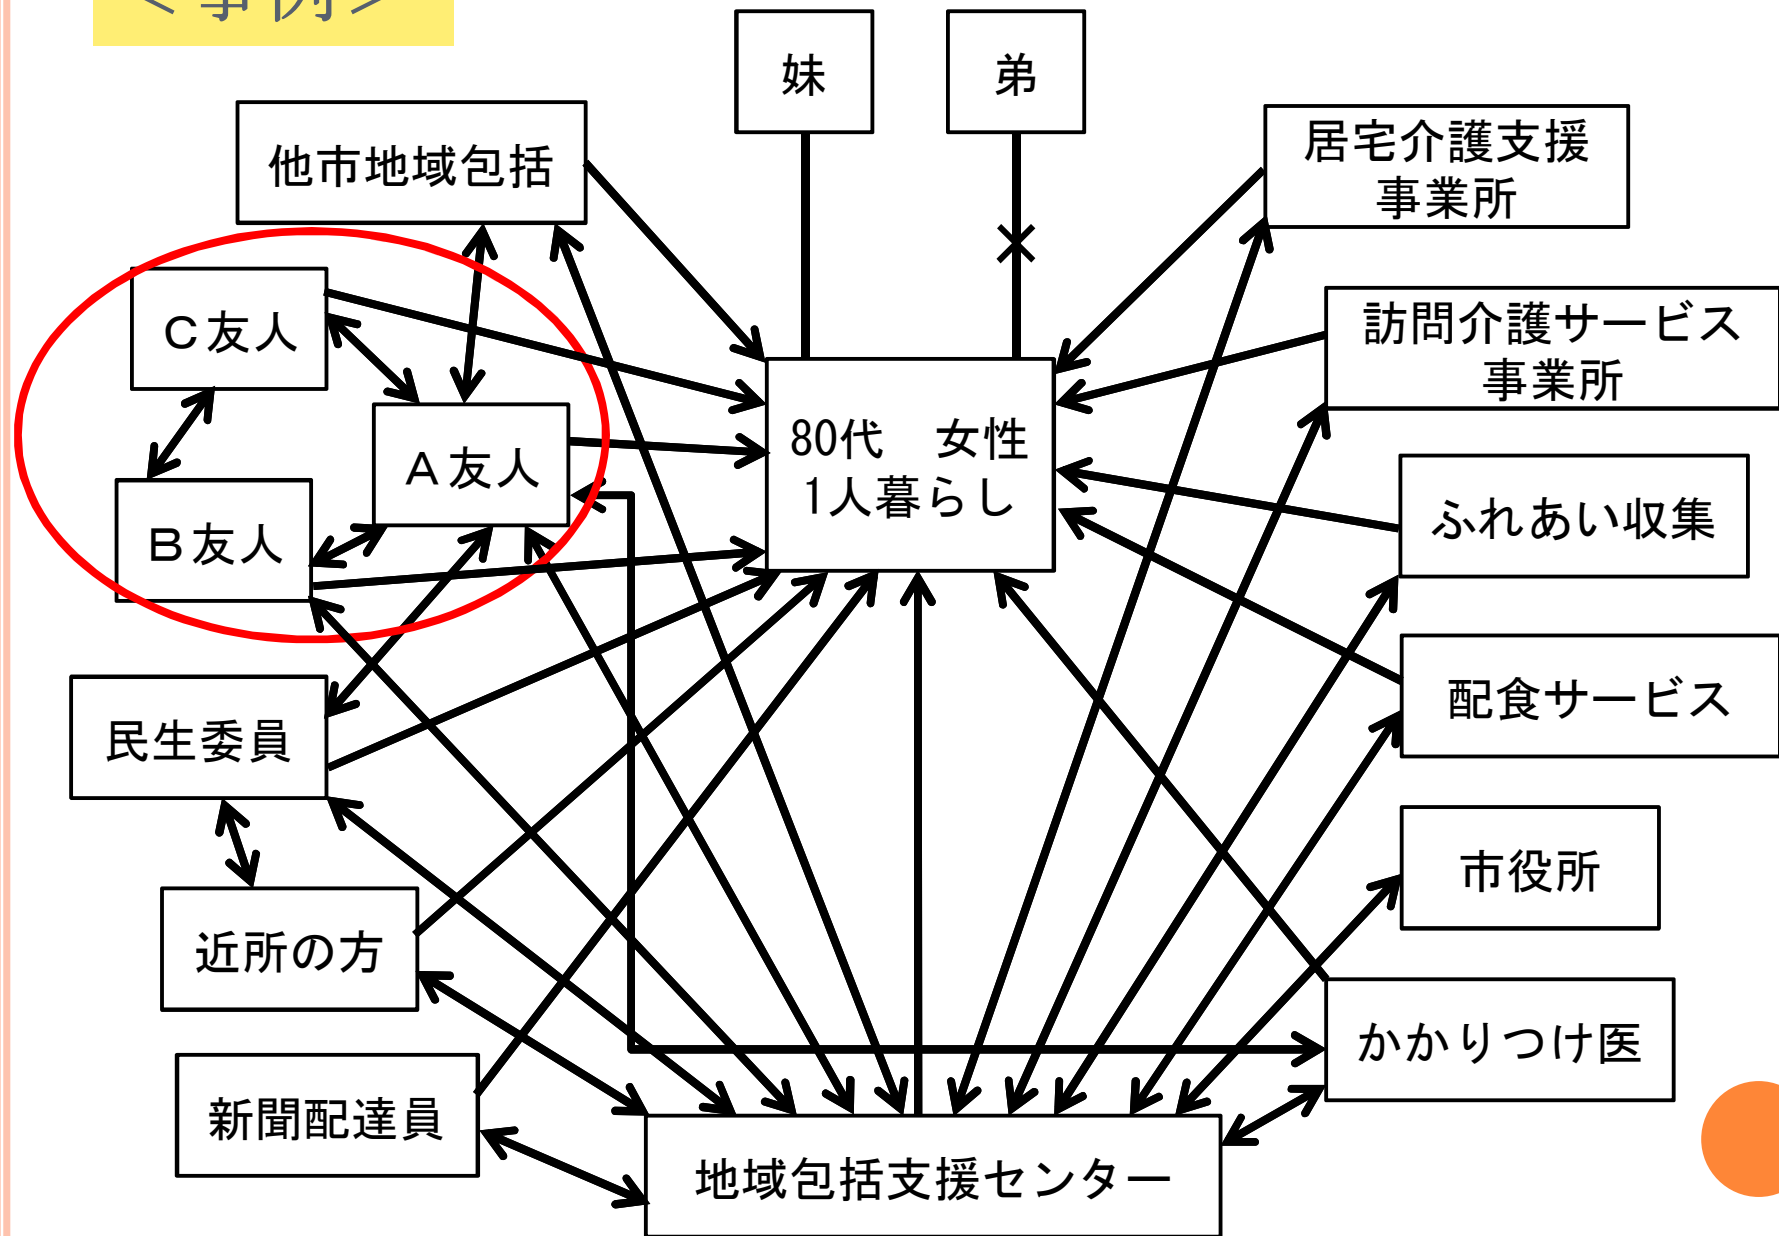 <事例>
妹
弟
他市地域包括
居宅介護支援
事業所
C友人
訪問介護サービス
事業所
A友人
80代　女性
1人暮らし
ふれあい収集
B友人
配食サービス
民生委員
市役所
近所の方
かかりつけ医
新聞配達員
地域包括支援センター